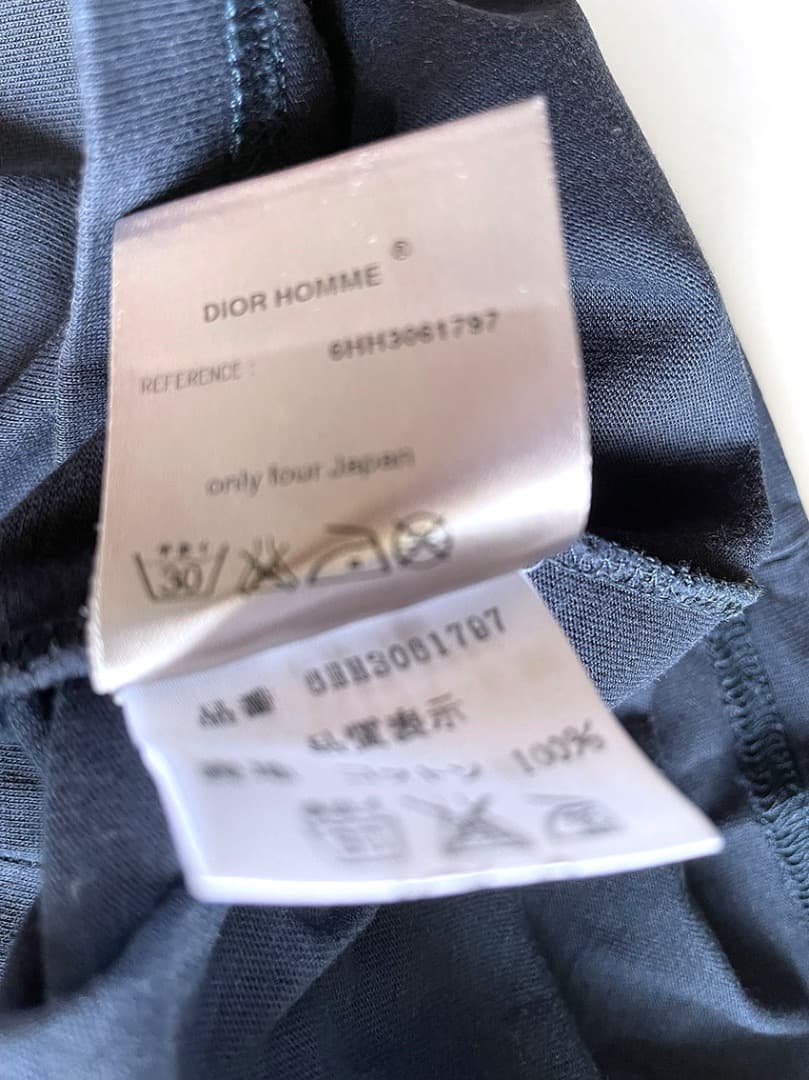 DIOR HOMME ®
REFERENCE : 6HH3061797
only four Japan
30
品番 6HH3061797
品質表示
コットン 100%